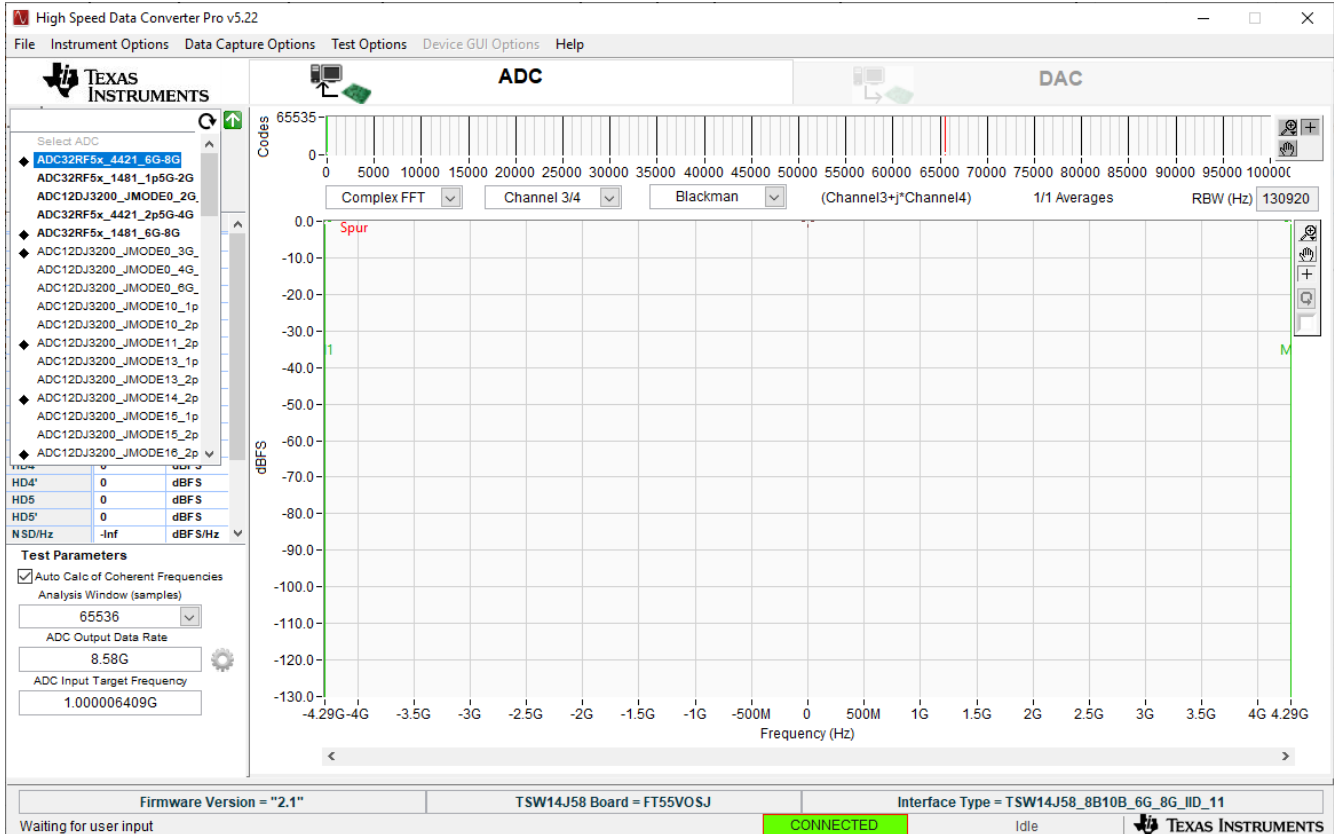 High Speed Data Converter Pro v5.22
File Instrument Options Data Capture Options Test Options Device GUI Options Help
TEXAS INSTRUMENTS
ADC
DAC
Select ADC
ADC32RF5x_4421_6G-8G
ADC32RF5x_1481_1p5G-2G
ADC12DJ3200_JMODE0_2G_
ADC32RF5x_4421_2p5G-4G
ADC32RF5x_1481_6G-8G
ADC12DJ3200_JMODE0_3G_
ADC12DJ3200_JMODE0_4G_
ADC12DJ3200_JMODE0_6G_
ADC12DJ3200_JMODE10_1p
ADC12DJ3200_JMODE10_2p
ADC12DJ3200_JMODE11_2p
ADC12DJ3200_JMODE13_1p
ADC12DJ3200_JMODE13_2p
ADC12DJ3200_JMODE14_2p
ADC12DJ3200_JMODE15_1p
ADC12DJ3200_JMODE15_2p
ADC12DJ3200_JMODE16_2p
HD4 0 dBFS
HD4' 0 dBFS
HD5 0 dBFS
HD5' 0 dBFS
NSD/Hz -Inf dBFS/Hz
Test Parameters
Auto Calc of Coherent Frequencies
Analysis Window (samples)
65536
ADC Output Data Rate
8.58G
ADC Input Target Frequency
1.000006409G
Codes
65535
0
0 5000 10000 15000 20000 25000 30000 35000 40000 45000 50000 55000 60000 65000 70000 75000 80000 85000 90000 95000 100000
Complex FFT Channel 3/4 Blackman (Channel3+j*Channel4) 1/1 Averages RBW (Hz) 130920
Spur
dBFS
0.0
-10.0
-20.0
-30.0
-40.0
-50.0
-60.0
-70.0
-80.0
-90.0
-100.0
-110.0
-120.0
-130.0
-4.29G -4G -3.5G -3G -2.5G -2G -1.5G -1G -500M 0 500M 1G 1.5G 2G 2.5G 3G 3.5G 4G 4.29G
Frequency (Hz)
Firmware Version = "2.1" TSW14J58 Board = FT55VOSJ Interface Type = TSW14J58_8B10B_6G_8G_IID_11
Waiting for user input CONNECTED Idle TEXAS INSTRUMENTS